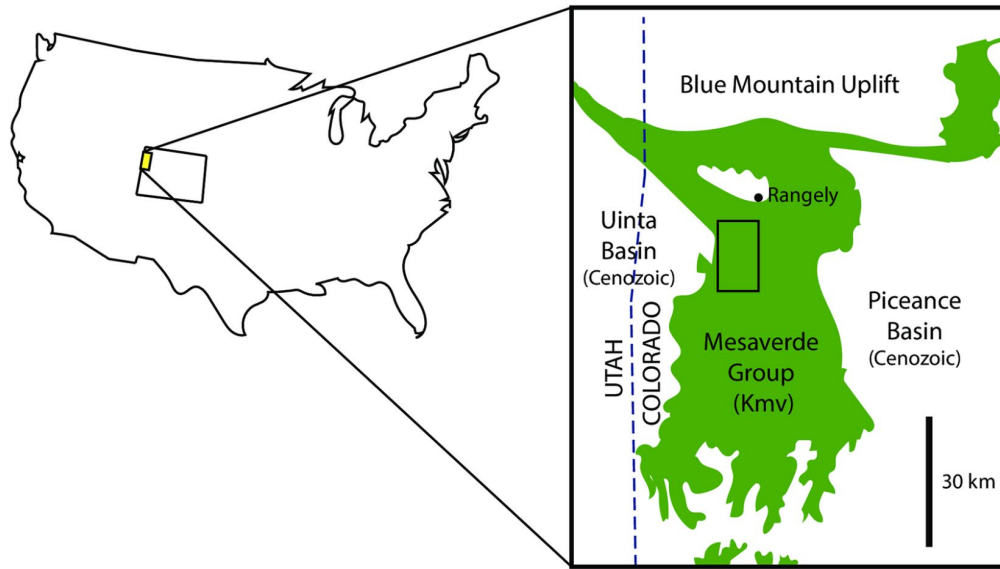 Blue Mountain Uplift
Rangely
Uinta
Basin
(Cenozoic)
Piceance
Basin
(Cenozoic)
UTAH
COLORADO
Mesaverde
Group
(Kmv)
30 km